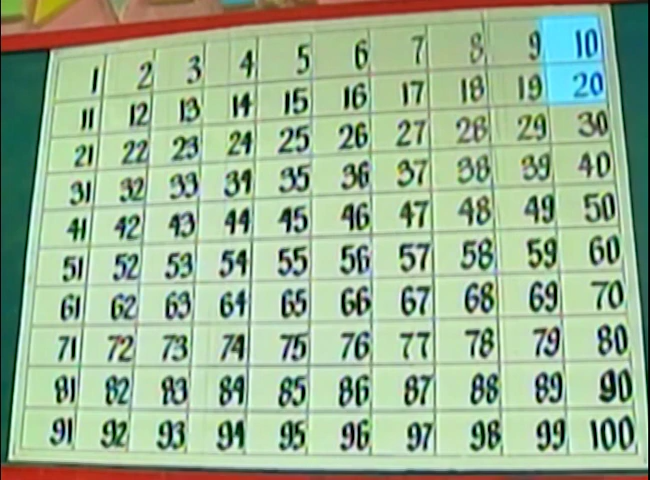 1 2 3 4 5 6 7 8 9 10
11 12 13 14 15 16 17 18 19 20
21 22 23 24 25 26 27 28 29 30
31 32 33 34 35 36 37 38 39 40
41 42 43 44 45 46 47 48 49 50
51 52 53 54 55 56 57 58 59 60
61 62 63 64 65 66 67 68 69 70
71 72 73 74 75 76 77 78 79 80
81 82 83 84 85 86 87 88 89 90
91 92 93 94 95 96 97 98 99 100